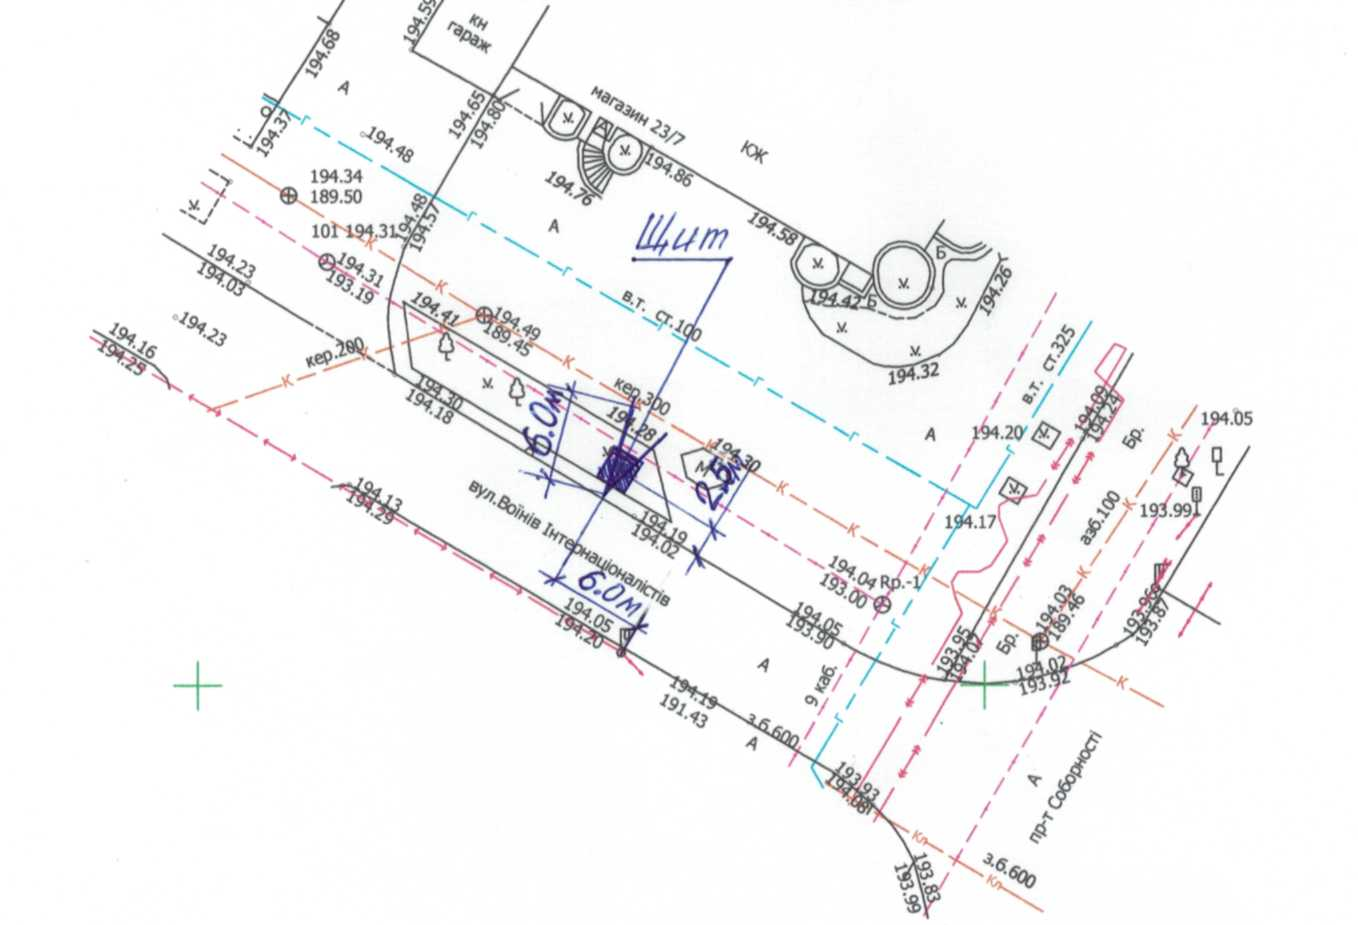 194.59
кн
гараж
194.68
А
194.65
194.80
магазин 23/7
КЖ
194.37
Г
194.48
194.86
194.76
194.34
189.50
194.48
194.57
Г
А
Щит
194.58
Б
101 194.31
К
194.23
194.03
194.31
193.19
К
Г
194.42
Б
194.26
194.41
194.49
189.45
в.т. ст.100
194.23
194.16
194.25
кер.200
К
К
Г
194.32
в.т. ст.325
194.30
194.18
6.0м
кер.300
194.28
194.09
194.24
Бр.
К
194.05
А
194.20
К
194.30
М
2.5м
К
Г
194.13
194.29
вул.Воїнів Інтернаціоналістів
194.19
194.02
К
194.17
азб.100
К
193.99
6.0м
194.04
193.00
Rp.-1
К
К
К
194.03
189.46
193.96
193.87
194.05
194.20
194.05
193.90
Г
193.95
194.07
Бр.
194.02
193.92
К
А
9 каб.
194.19
191.43
Г
з.б.600
А
193.93
194.08
А
пр-т Соборності
Кл
з.б.600
Кл
193.83
193.99